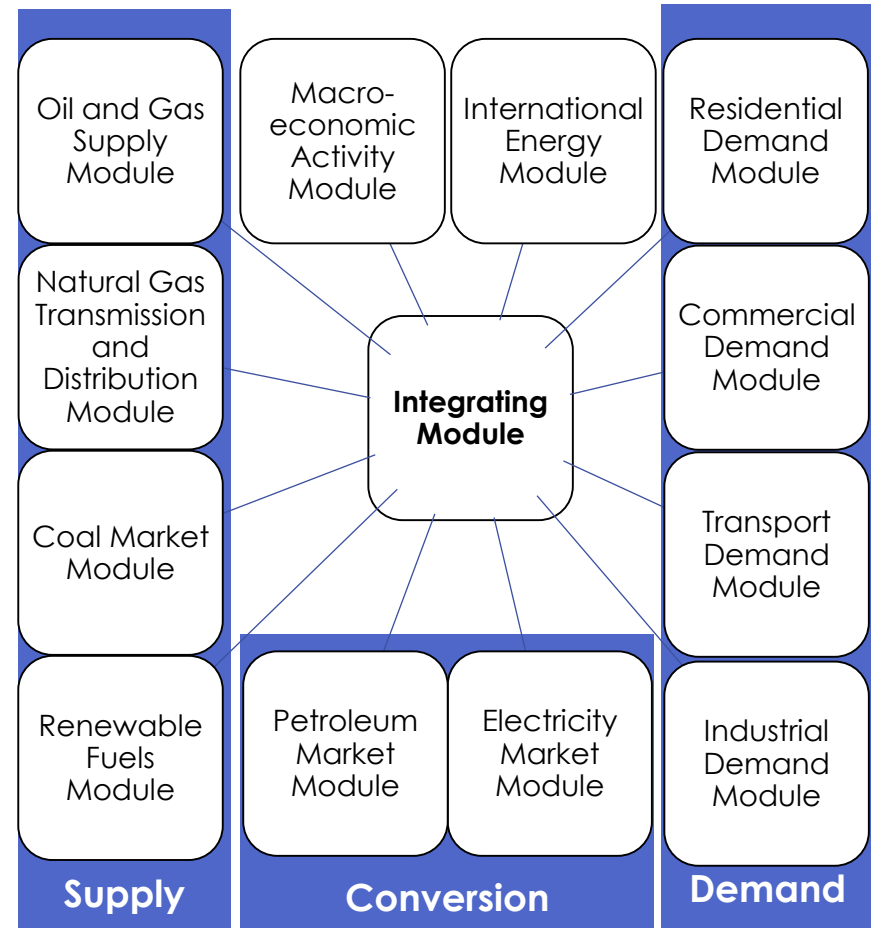 Oil and Gas
Supply
Module
Macro-
economic
Activity
Module
International
Energy
Module
Residential
Demand
Module
Natural Gas
Transmission
and
Distribution
Module
Integrating
Module
Commercial
Demand
Module
Coal Market
Module
Transport
Demand
Module
Renewable
Fuels
Module
Petroleum
Market
Module
Electricity
Market
Module
Industrial
Demand
Module
Supply
Conversion
Demand